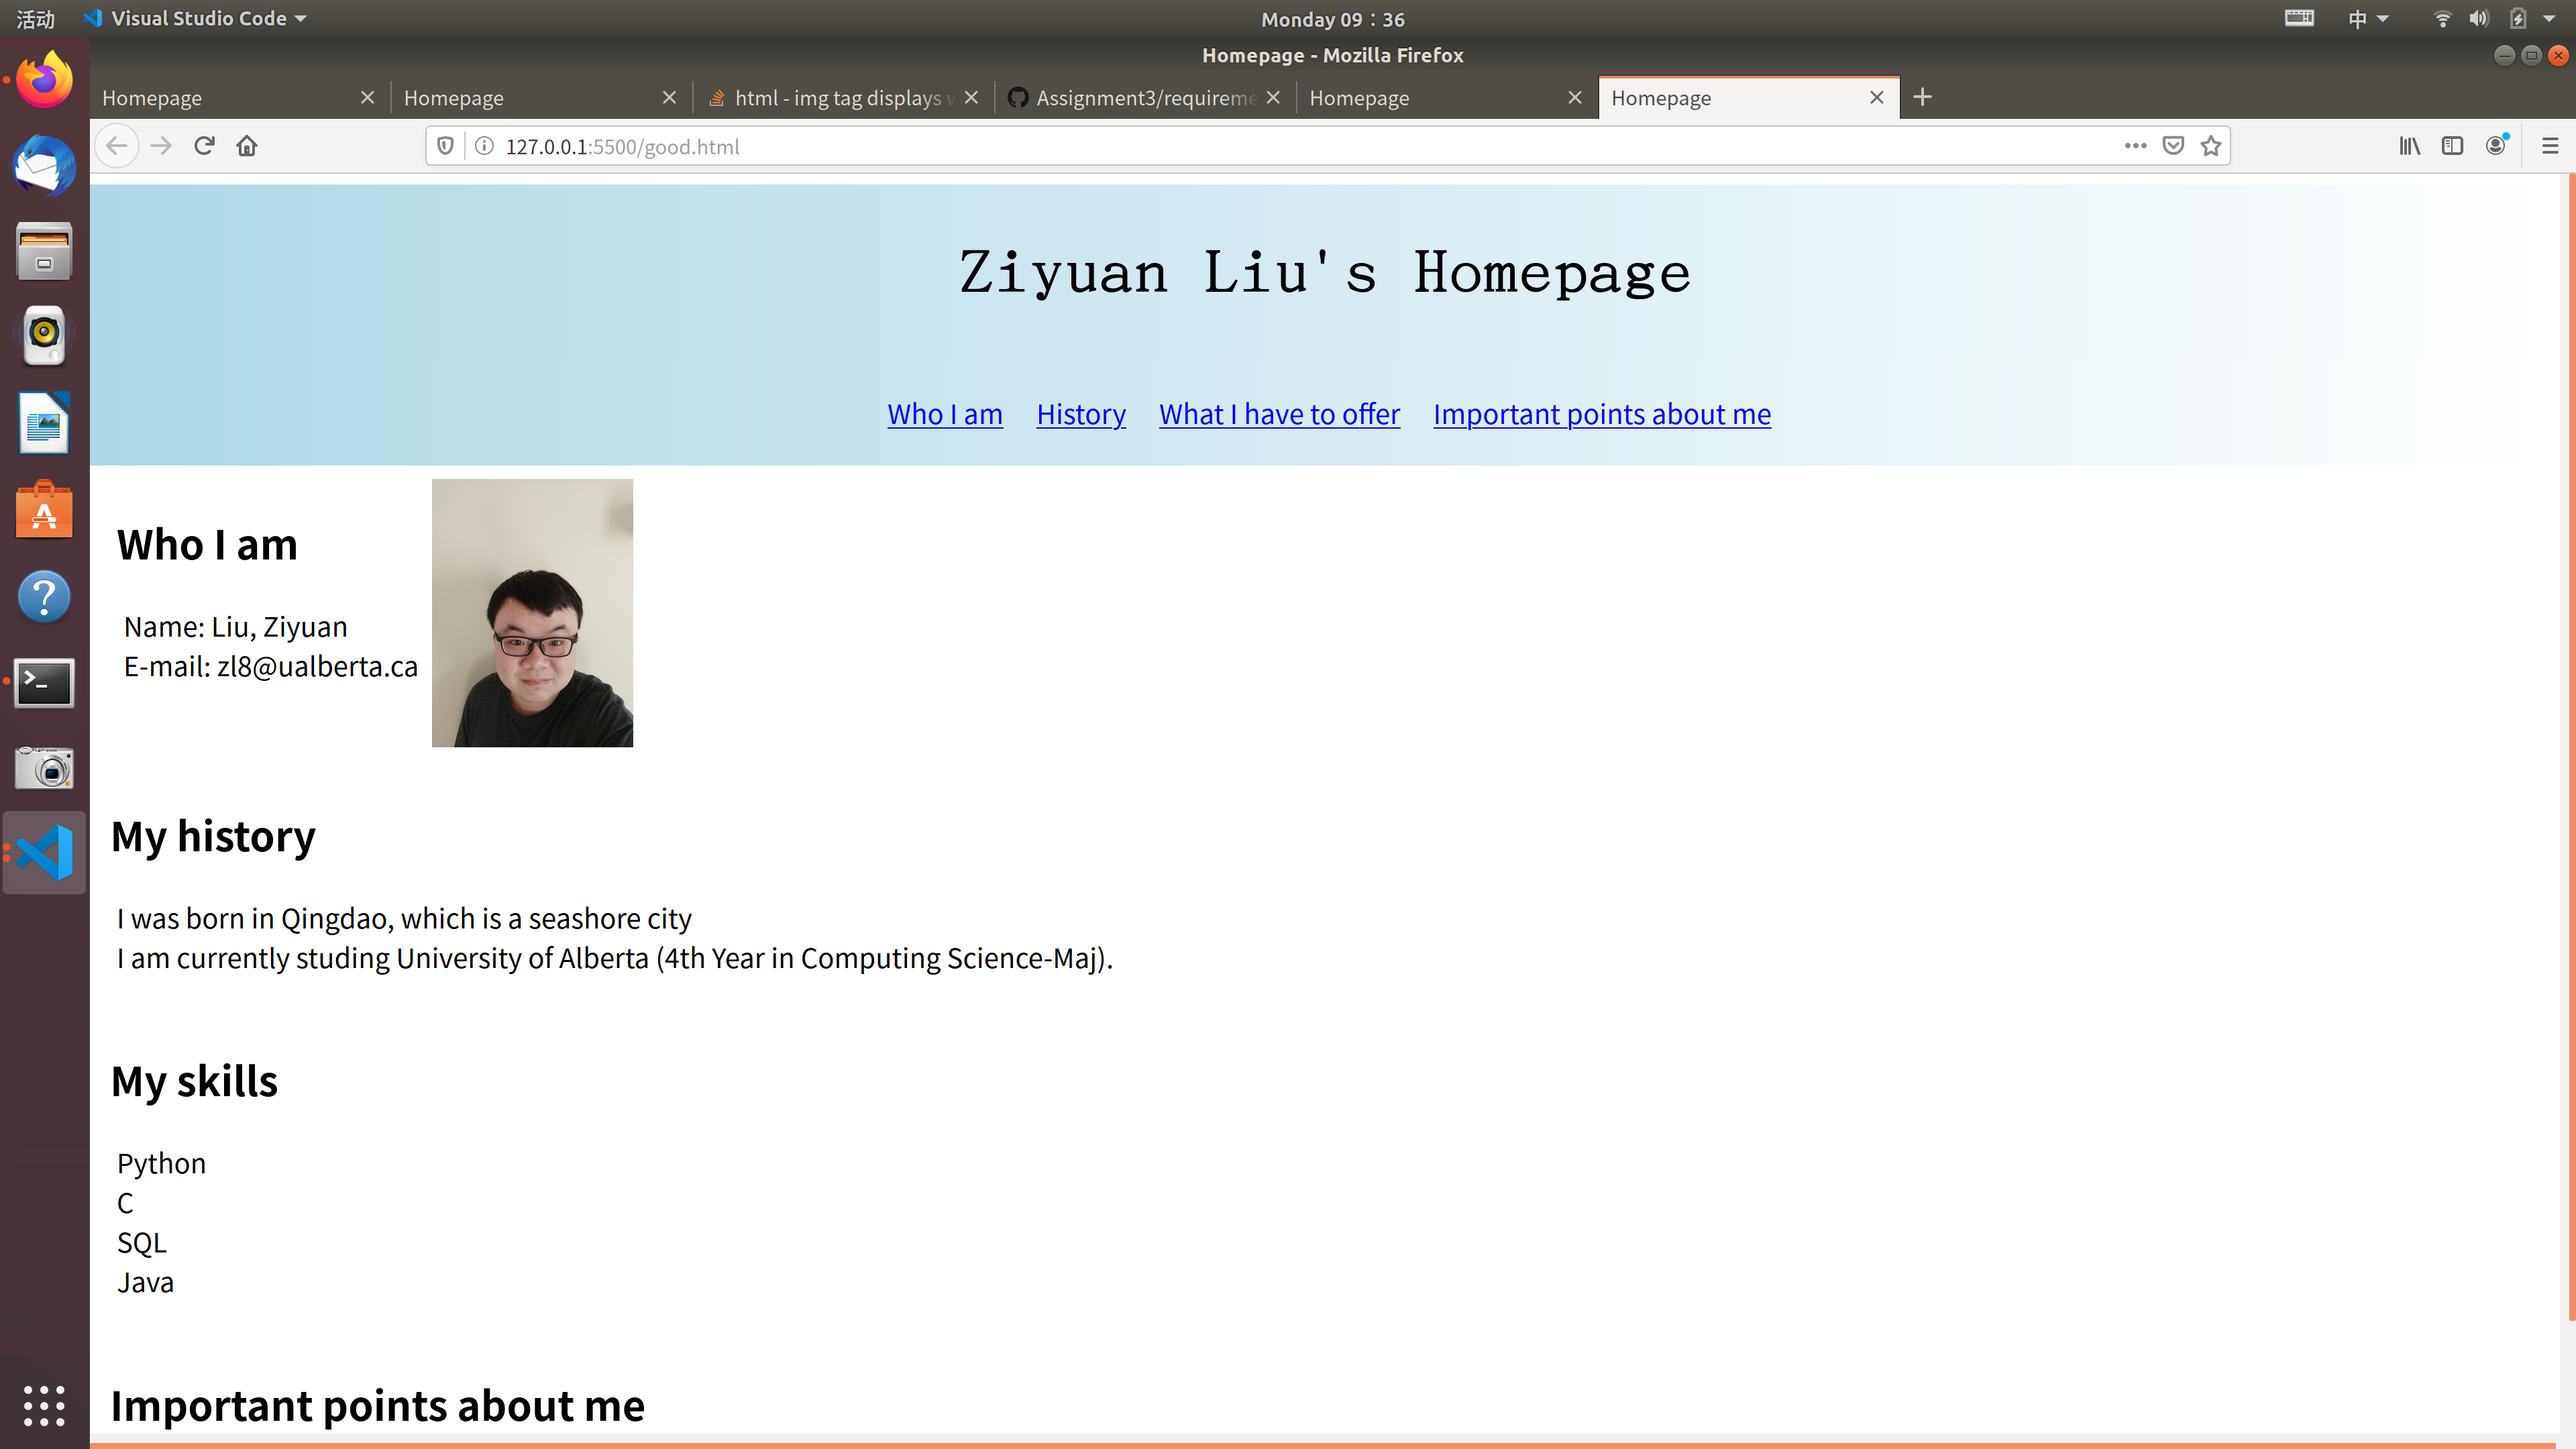 活动 Visual Studio Code Monday 09：36 中
Homepage - Mozilla Firefox
Homepage Homepage html - img tag displays Assignment3/requireme Homepage Homepage
127.0.0.1:5500/good.html
Ziyuan Liu's Homepage
Who I am History What I have to offer Important points about me
Who I am
Name: Liu, Ziyuan
E-mail: zl8@ualberta.ca
My history
I was born in Qingdao, which is a seashore city
I am currently studing University of Alberta (4th Year in Computing Science-Maj).
My skills
Python
C
SQL
Java
Important points about me